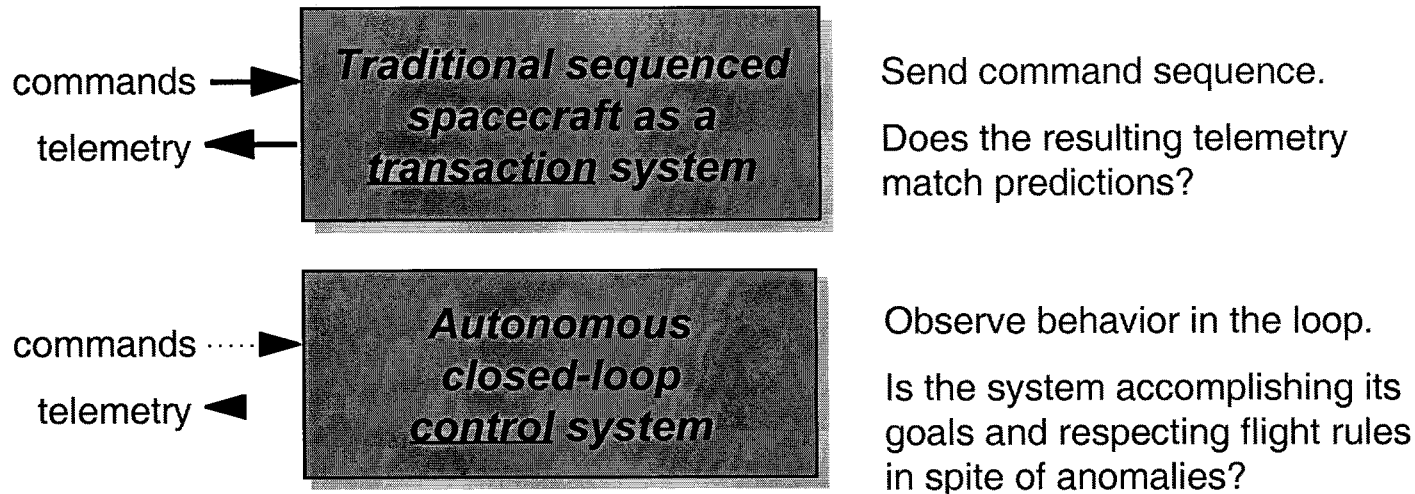 commands
telemetry
Traditional sequenced
spacecraft as a
transaction system
Send command sequence.
Does the resulting telemetry
match predictions?
commands
telemetry
Autonomous
closed-loop
control system
Observe behavior in the loop.
Is the system accomplishing its
goals and respecting flight rules
in spite of anomalies?